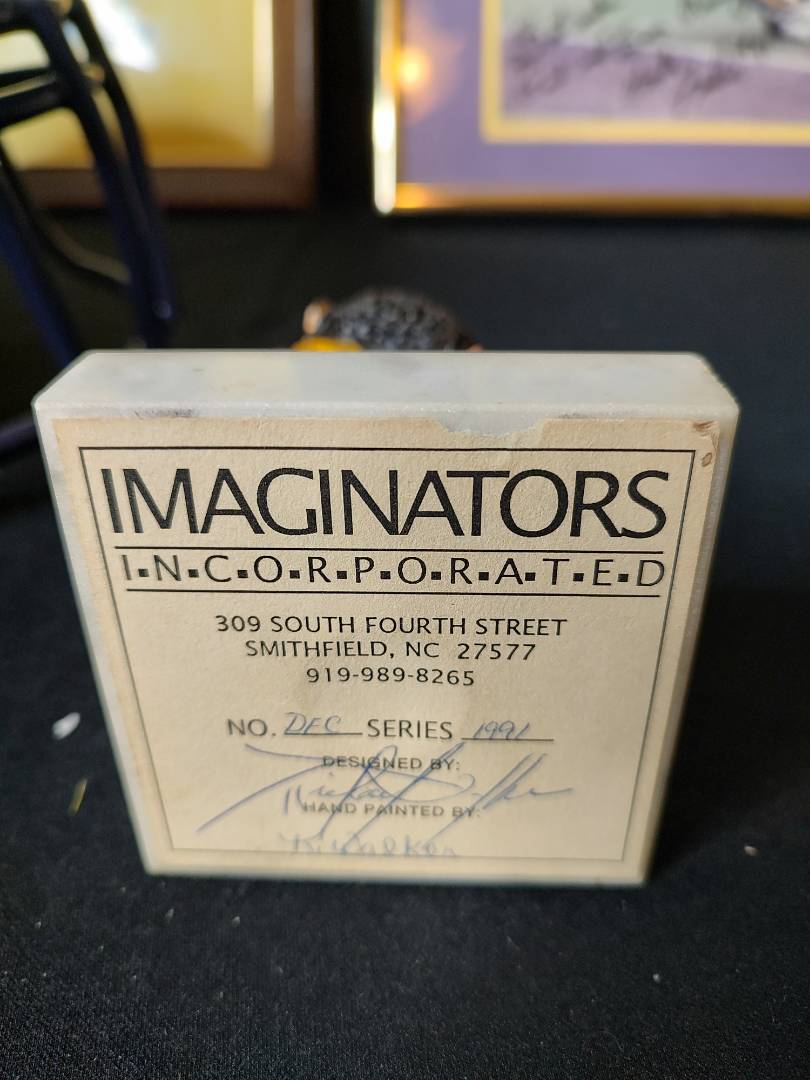 IMAGINATORS
I▪N▪C▪O▪R▪P▪O▪R▪A▪T▪E▪D
309 SOUTH FOURTH STREET
SMITHFIELD, NC 27577
919-989-8265
NO. DEC SERIES 1991
DESIGNED BY:
HAND PAINTED BY: